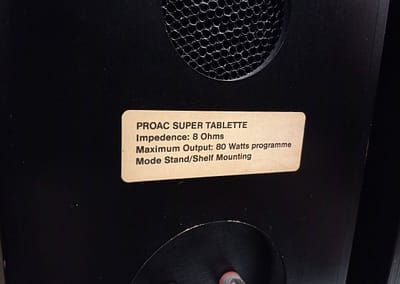 PROAC SUPER TABLETTE
Impedence: 8 Ohms
Maximum Output: 80 Watts programme
Mode Stand/Shelf Mounting